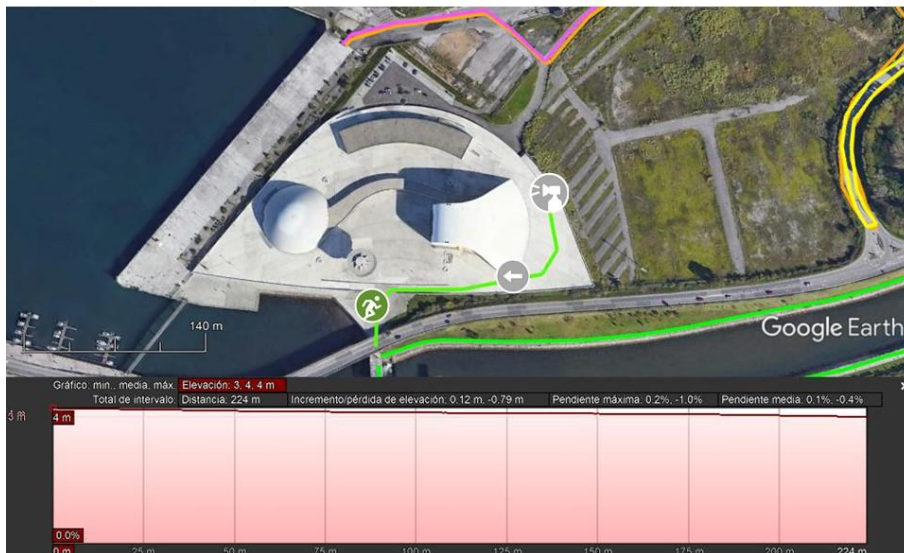 140 m
Google Earth
Gráfico: min., media, máx. Elevación: 3, 4, 4 m
Total de intervalo: Distancia: 224 m Incremento/pérdida de elevación: 0.12 m, -0.79 m Pendiente máxima: 0.2%, -1.0% Pendiente media: 0.1%, -0.4%
4 m
0.0%
0 m 25 m 50 m 75 m 100 m 125 m 150 m 175 m 200 m 224 m